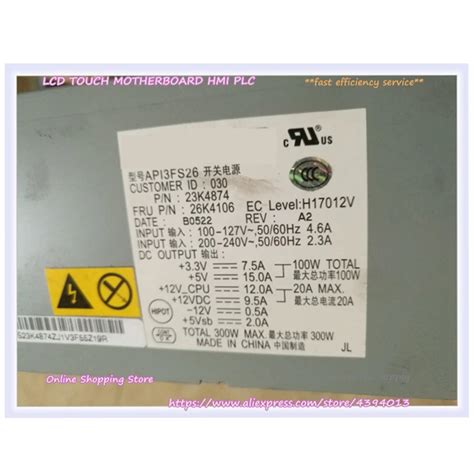 LCD TOUCH MOTHERBOARD HMI PLC
**fast efficiency service**
C US
CCC
型号API3FS26 开关电源
CUSTOMER ID : 030
P/N : 23K4874
FRU P/N : 26K4106 EC Level:H17012V
DATE : B0522 REV : A2
INPUT 输入 : 100-127V~,50/60Hz 4.6A
INPUT 输入 : 200-240V~,50/60Hz 2.3A
DC OUTPUT 输出 :
+3.3V 7.5A 100W TOTAL
+5V 15.0A 最大总功率100W
+12V_CPU 12.0A 20A MAX.
+12VDC 9.5A 最大总电流20A
-12V 0.5A
+5Vsb 2.0A
HIPOT
TOTAL 300W MAX.最大总功率 300W
MADE IN CHINA 中国制造 JL
S23K4874ZJ1V3F55Z19R
Online Shopping Store
https://www.aliexpress.com/store/4394013